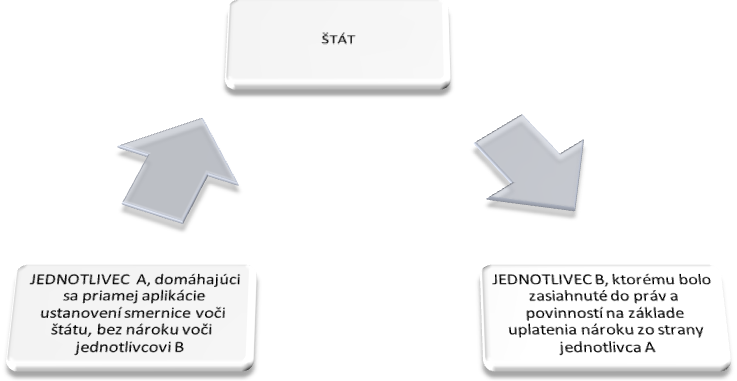 ŠTÁT
JEDNOTLIVEC A, domáhajúci
sa priamej aplikácie
ustanovení smernice voči
štátu, bez nároku voči
jednotlivcovi B
JEDNOTLIVEC B, ktorému bolo
zasiahnuté do práv a
povinností na základe
uplatenia nároku zo strany
jednotlivca A